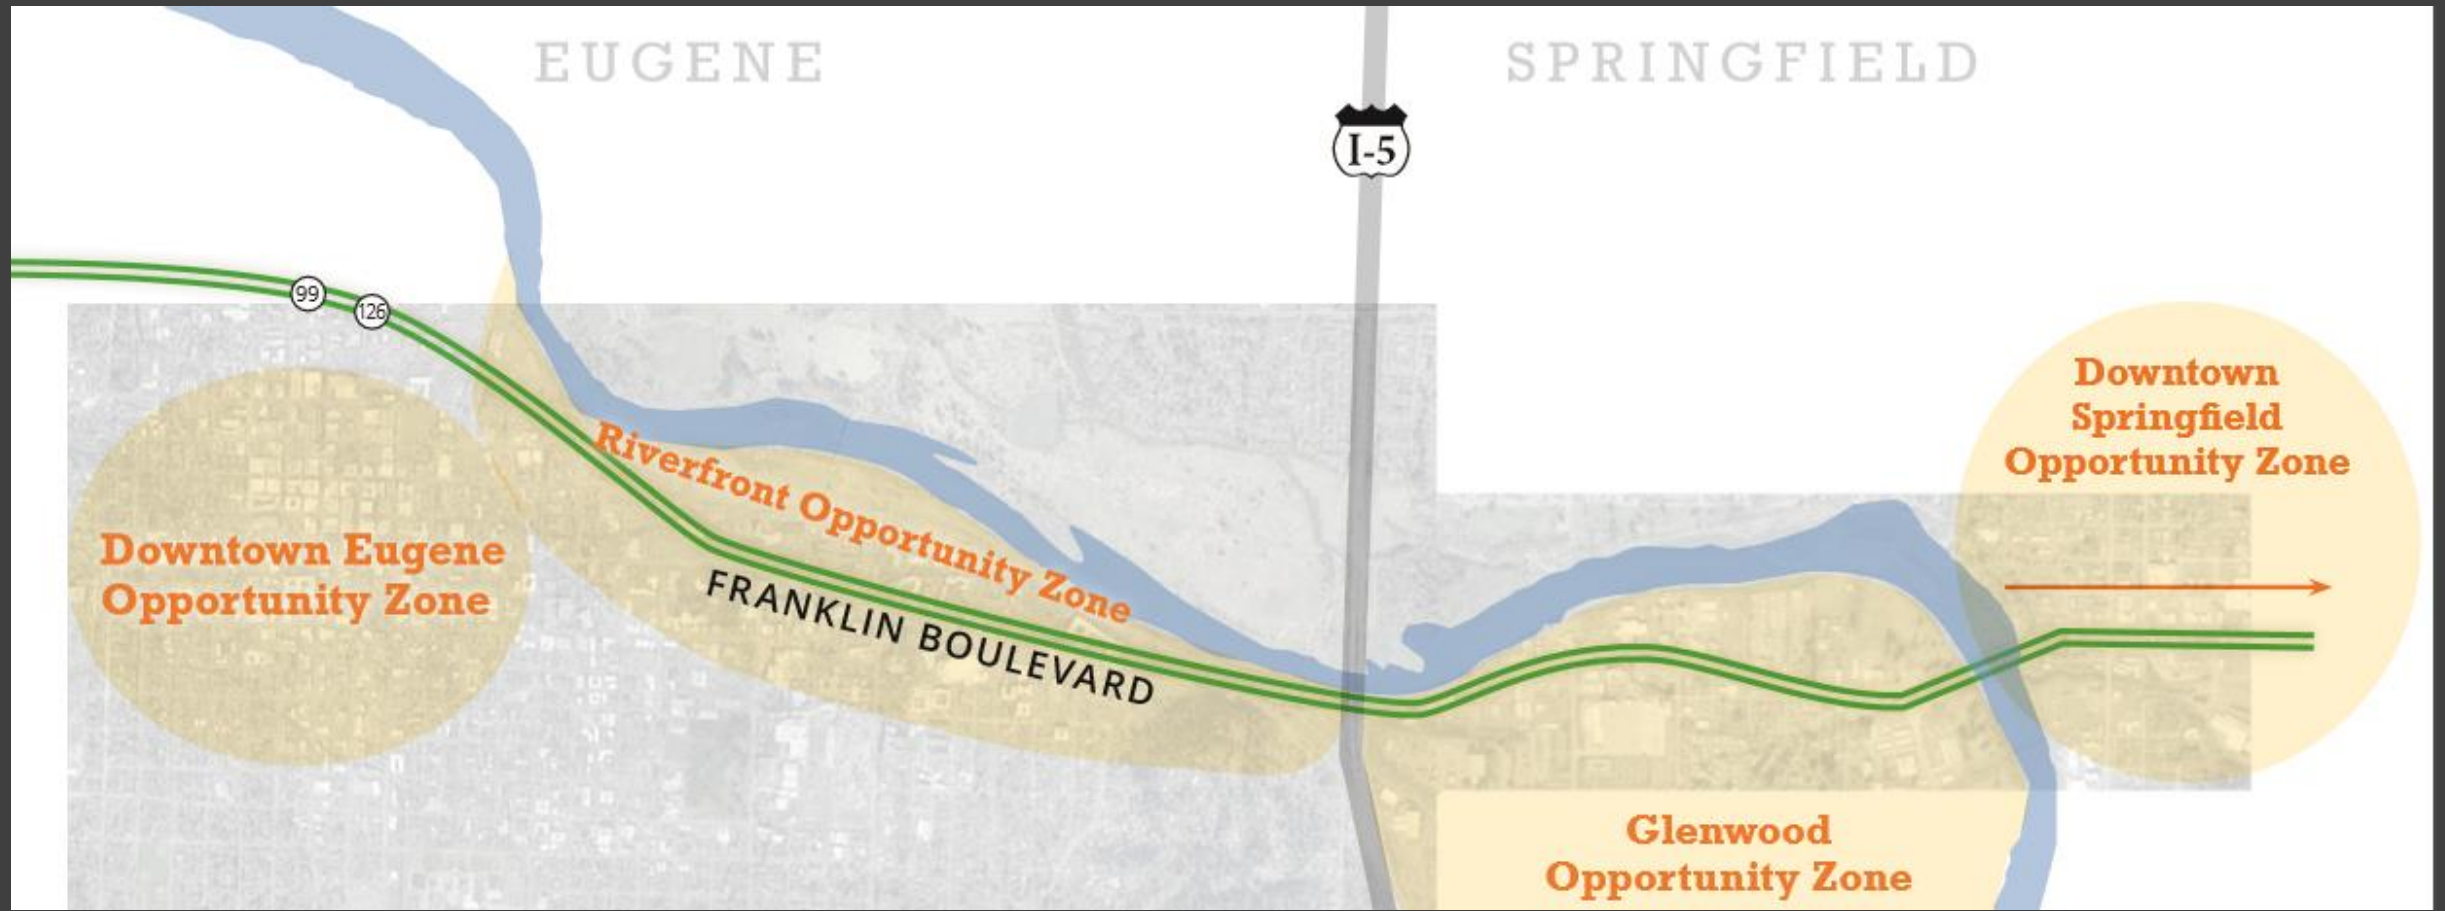 EUGENE
SPRINGFIELD
I-5
99
126
Downtown
Springfield
Opportunity Zone
Riverfront Opportunity Zone
Downtown Eugene
Opportunity Zone
FRANKLIN BOULEVARD
Glenwood
Opportunity Zone